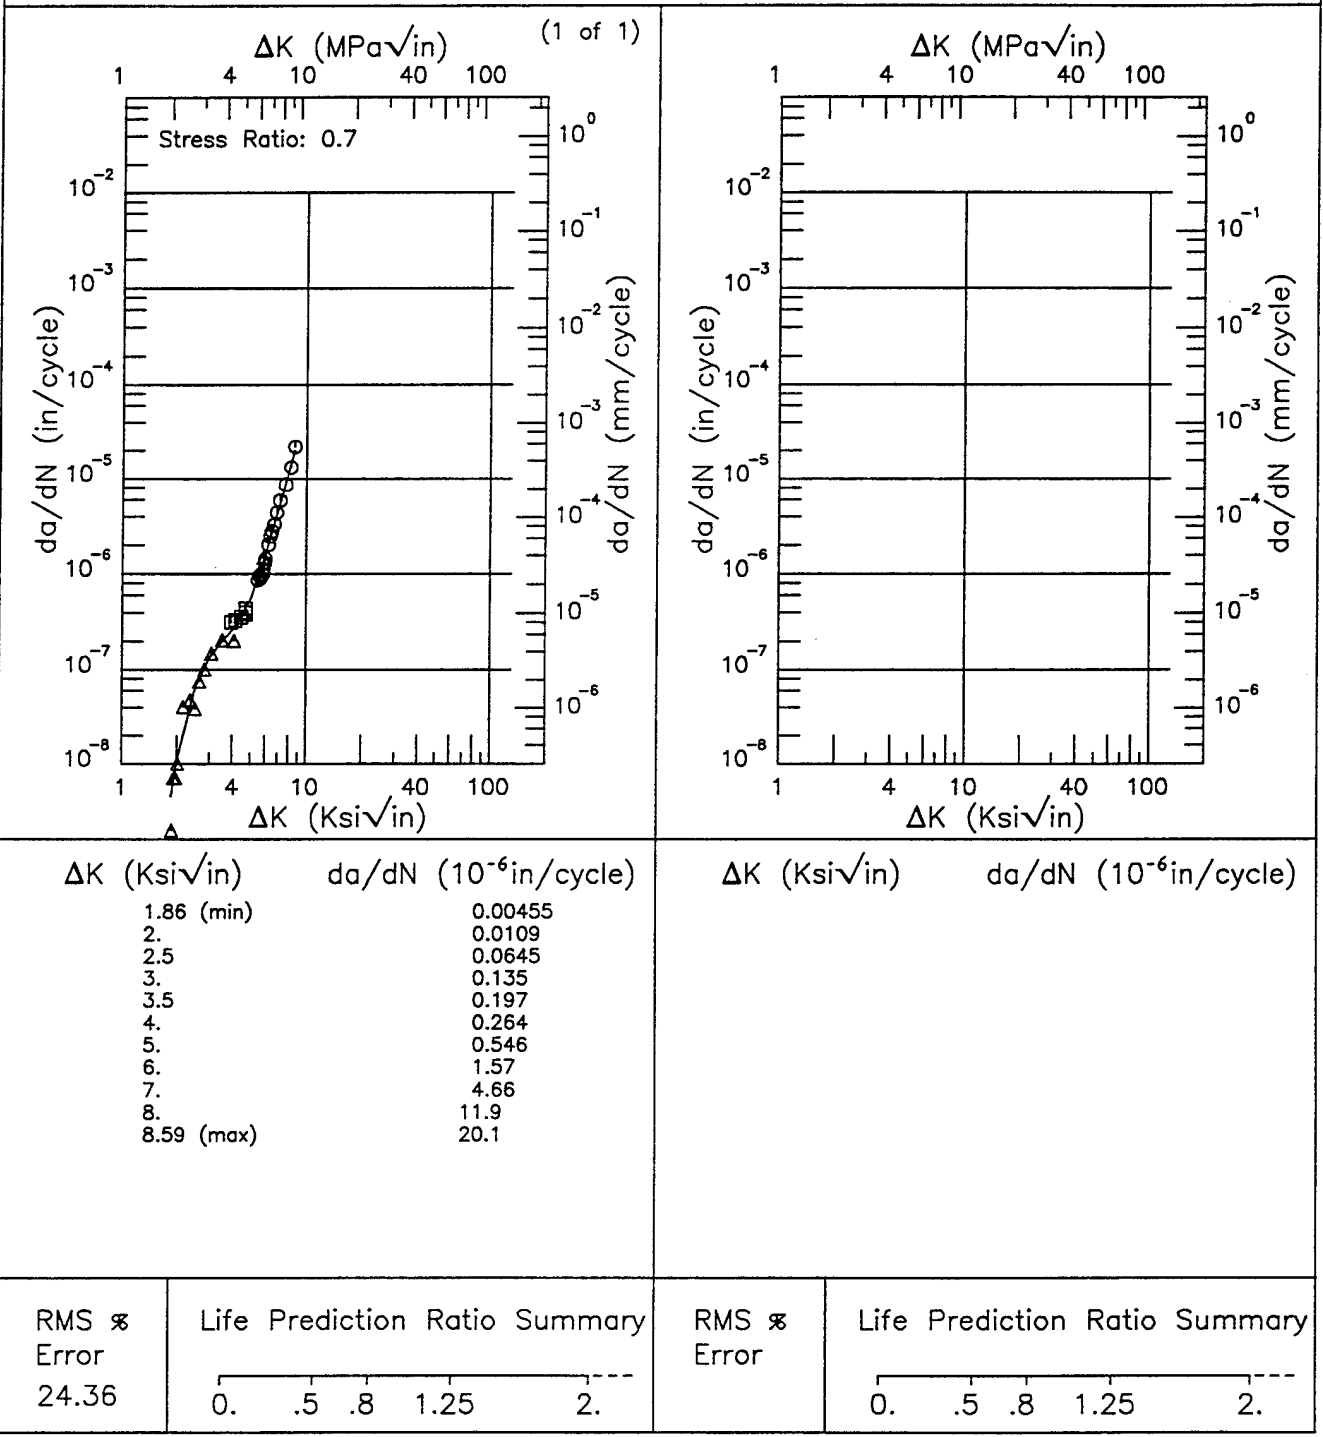 (1 of 1)
ΔK (MPa√in)
1 4 10 40 100
Stress Ratio: 0.7
10⁰
10⁻²
10⁻¹
10⁻³
10⁻²
10⁻⁴
10⁻³
10⁻⁵
10⁻⁴
10⁻⁶
10⁻⁵
10⁻⁷
10⁻⁶
10⁻⁸
da/dN (in/cycle)
da/dN (mm/cycle)
1 4 10 40 100
ΔK (Ksi√in)
ΔK (MPa√in)
1 4 10 40 100
10⁰
10⁻²
10⁻¹
10⁻³
10⁻²
10⁻⁴
10⁻³
10⁻⁵
10⁻⁴
10⁻⁶
10⁻⁵
10⁻⁷
10⁻⁶
10⁻⁸
da/dN (in/cycle)
da/dN (mm/cycle)
1 4 10 40 100
ΔK (Ksi√in)
ΔK (Ksi√in) da/dN (10⁻⁶in/cycle)
1.86 (min) 0.00455
2. 0.0109
2.5 0.0645
3. 0.135
3.5 0.197
4. 0.264
5. 0.546
6. 1.57
7. 4.66
8. 11.9
8.59 (max) 20.1
ΔK (Ksi√in) da/dN (10⁻⁶in/cycle)
RMS %
Error
24.36
Life Prediction Ratio Summary
0. .5 .8 1.25 2.
RMS %
Error
Life Prediction Ratio Summary
0. .5 .8 1.25 2.